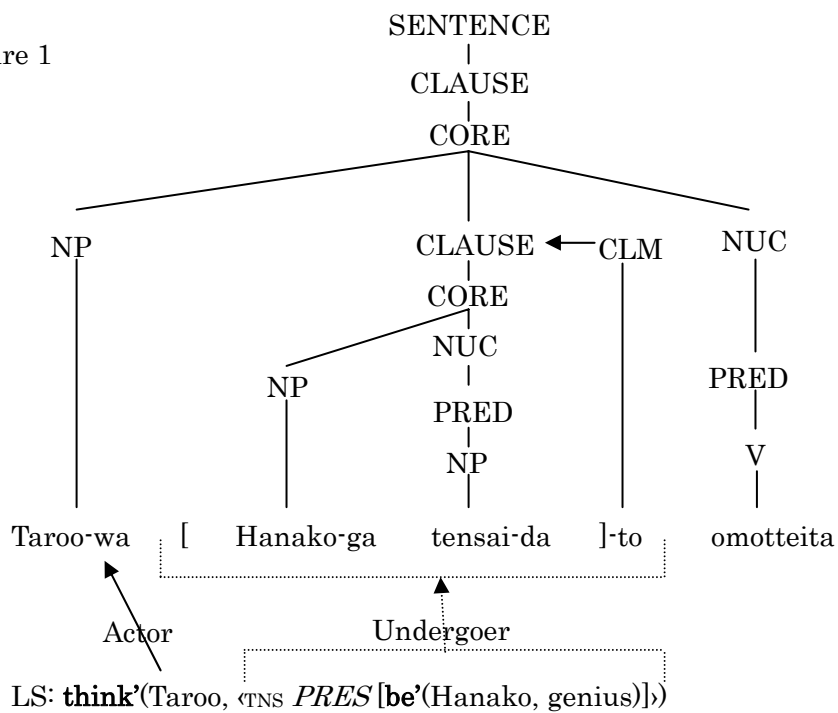 SENTENCE
re 1
CLAUSE
CORE
NP CLAUSE CLM NUC
CORE
NUC
NP PRED
PRED
NP V
Taroo-wa [ Hanako-ga tensai-da ]-to omotteita
Actor Undergoer
LS: think’(Taroo, ‹TNS PRES [be’(Hanako, genius)]›)